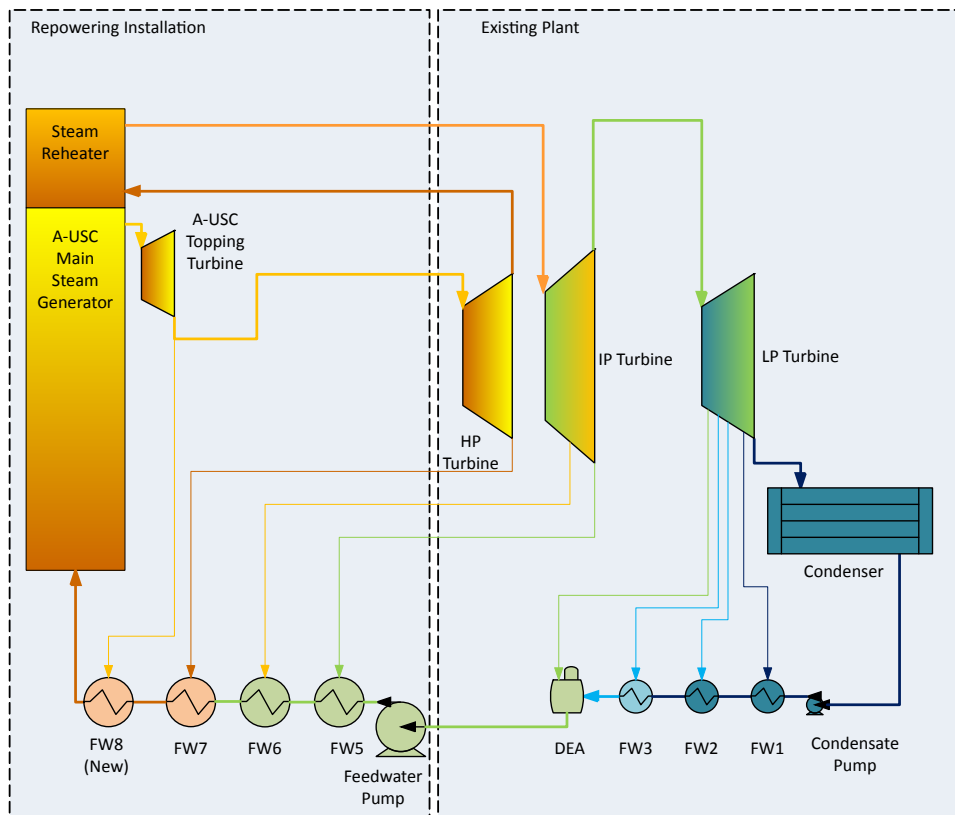 Repowering Installation
Existing Plant
Steam
Reheater
A-USC
Main
Steam
Generator
A-USC
Topping
Turbine
HP
Turbine
IP Turbine
LP Turbine
Condenser
FW8
(New)
FW7
FW6
FW5
Feedwater
Pump
DEA
FW3
FW2
FW1
Condensate
Pump